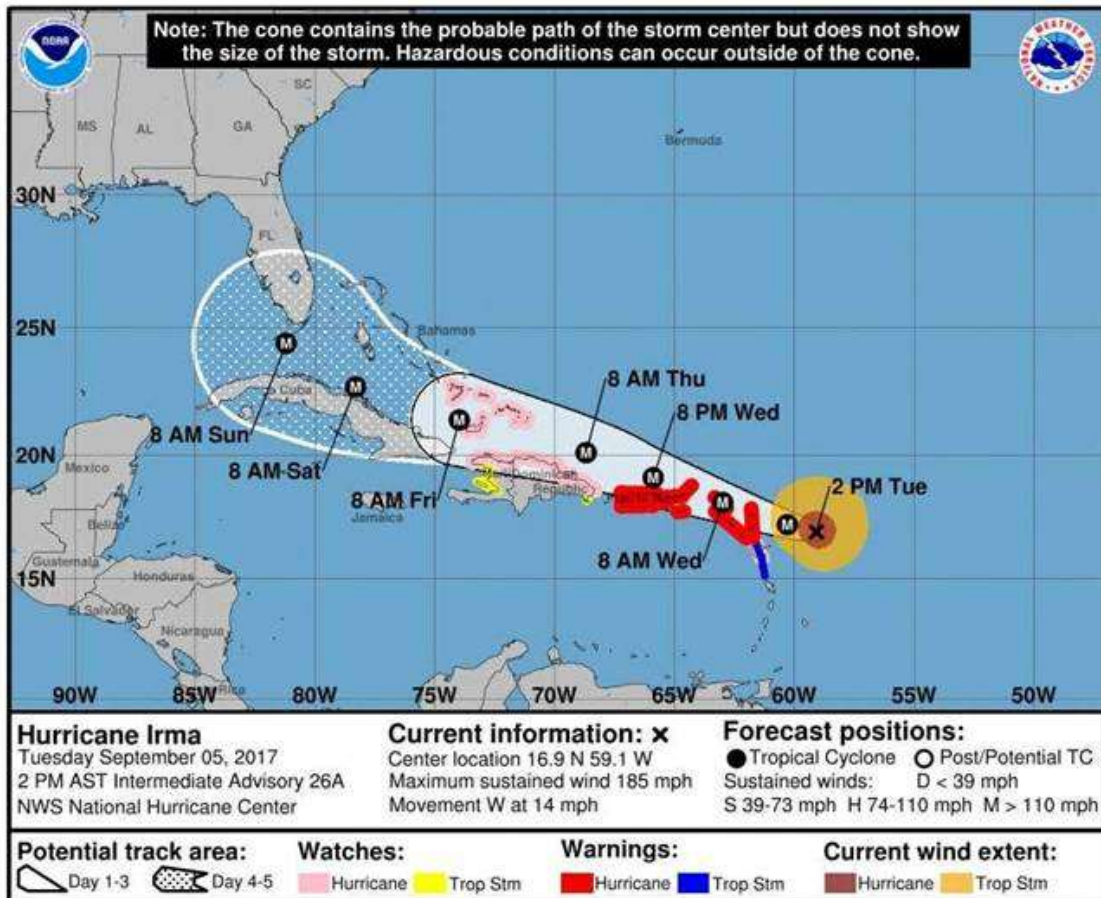 Note: The cone contains the probable path of the storm center but does not show
the size of the storm. Hazardous conditions can occur outside of the cone.
NOAA
NATIONAL WEATHER SERVICE
SC
MS
AL
GA
Bermuda
30N
FL
25N
Bahamas
8 AM Thu
8 PM Wed
Cuba
8 AM Sun
8 AM Sat
20N
Mexico
Dominican
Republic
2 PM Tue
8 AM Fri
Jamaica
Belize
8 AM Wed
Guatemala
Honduras
15N
El Salvador
Nicaragua
Rica
90W 85W 80W 75W 70W 65W 60W 55W 50W
M
M
M
M
M
M
M
Hurricane Irma
Tuesday September 05, 2017
2 PM AST Intermediate Advisory 26A
NWS National Hurricane Center
Current information: x
Center location 16.9 N 59.1 W
Maximum sustained wind 185 mph
Movement W at 14 mph
Forecast positions:
Tropical Cyclone Post/Potential TC
Sustained winds: D < 39 mph
S 39-73 mph H 74-110 mph M > 110 mph
Potential track area:
Day 1-3 Day 4-5
Watches:
Hurricane Trop Stm
Warnings:
Hurricane Trop Stm
Current wind extent:
Hurricane Trop Stm